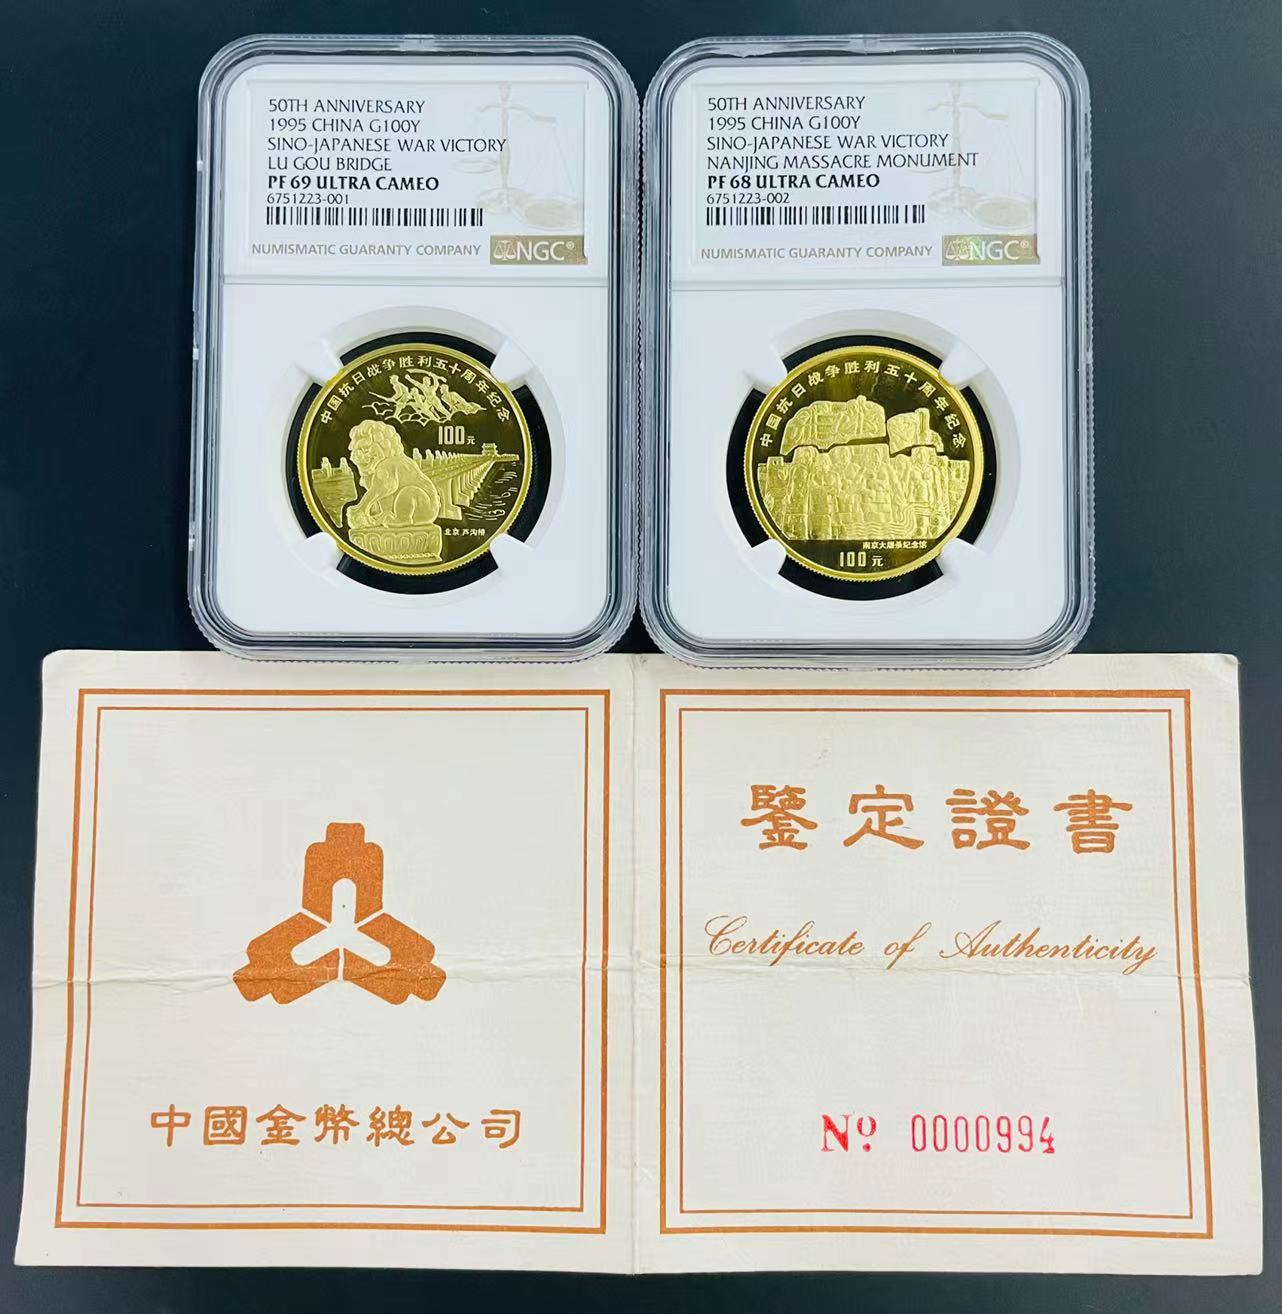 50TH ANNIVERSARY
1995 CHINA G100Y
SINO-JAPANESE WAR VICTORY
LU GOU BRIDGE
PF 69 ULTRA CAMEO
6751223-001
NUMISMATIC GUARANTY COMPANY NGC®
中国抗日战争胜利五十周年纪念
100元
北京 芦沟桥
50TH ANNIVERSARY
1995 CHINA G100Y
SINO-JAPANESE WAR VICTORY
NANJING MASSACRE MONUMENT
PF 68 ULTRA CAMEO
6751223-002
NUMISMATIC GUARANTY COMPANY NGC®
中国抗日战争胜利五十周年纪念
南京大屠杀纪念馆
100元
中國金幣總公司
鑒定證書
Certificate of Authenticity
Nº 0000994